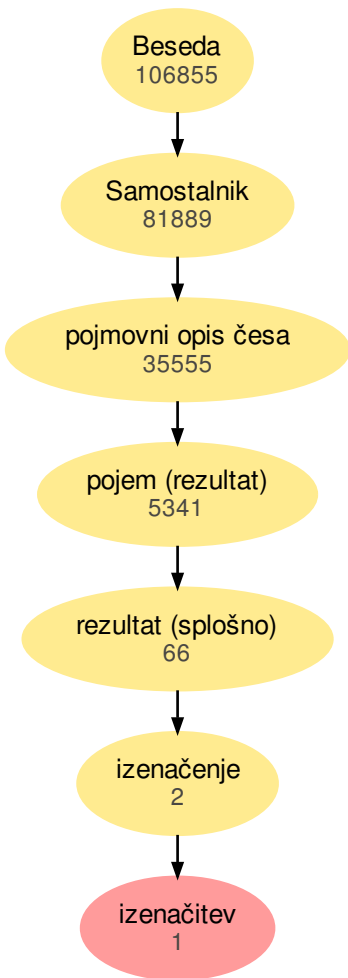 Beseda
106855
Samostalnik
81889
pojmovni opis česa
35555
pojem (rezultat)
5341
rezultat (splošno)
66
izenačenje
2
izenačitev
1